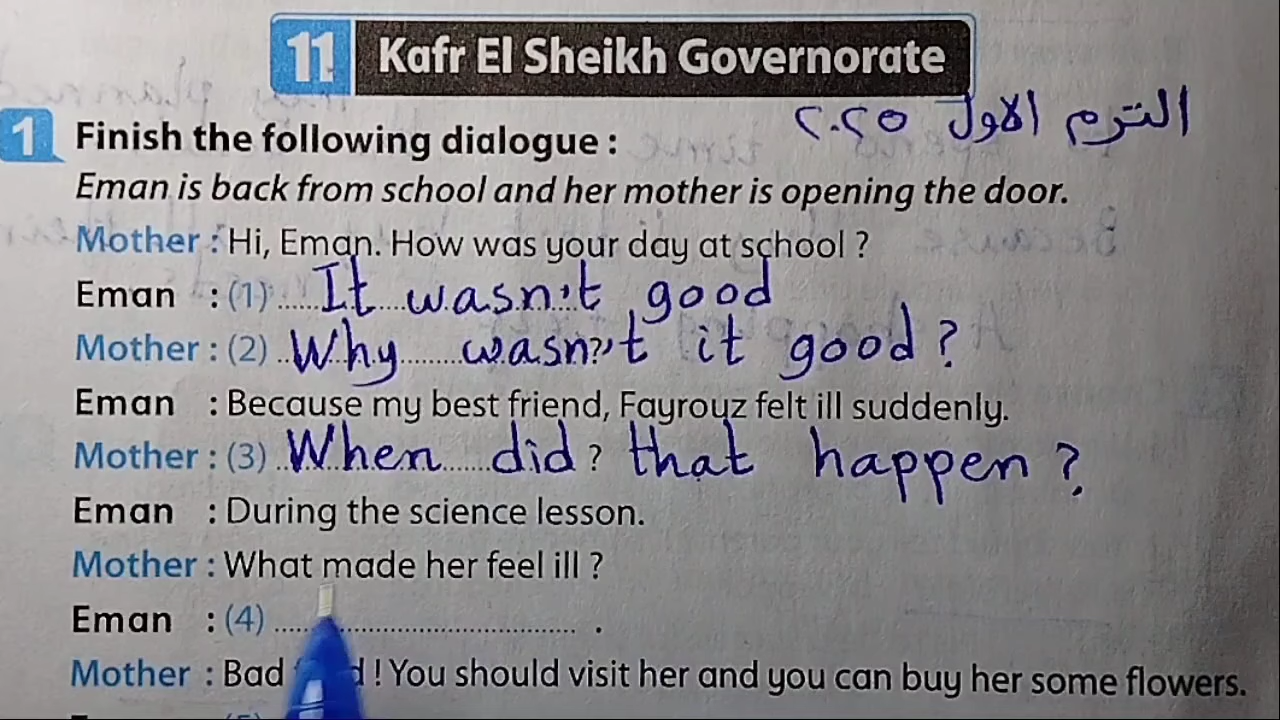 11 Kafr El Sheikh Governorate
الترم الاول ٢٠٢٥
1 Finish the following dialogue :
Eman is back from school and her mother is opening the door.
Mother : Hi, Eman. How was your day at school ?
Eman : (1) It wasn't good
Mother : (2) Why wasn't it good ?
Eman : Because my best friend, Fayrouz felt ill suddenly.
Mother : (3) When did that happen ?
Eman : During the science lesson.
Mother : What made her feel ill ?
Eman : (4) .................................................. .
Mother : Bad ! You should visit her and you can buy her some flowers.